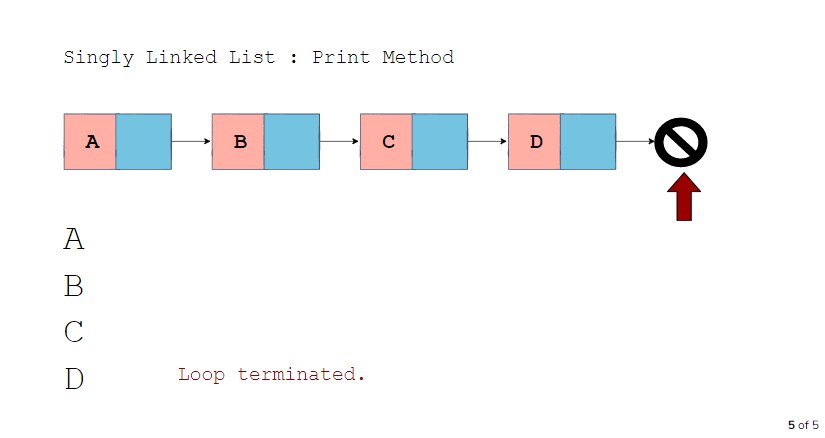 Singly Linked List : Print Method
A B C D
A
B
C
D Loop terminated.
5 of 5